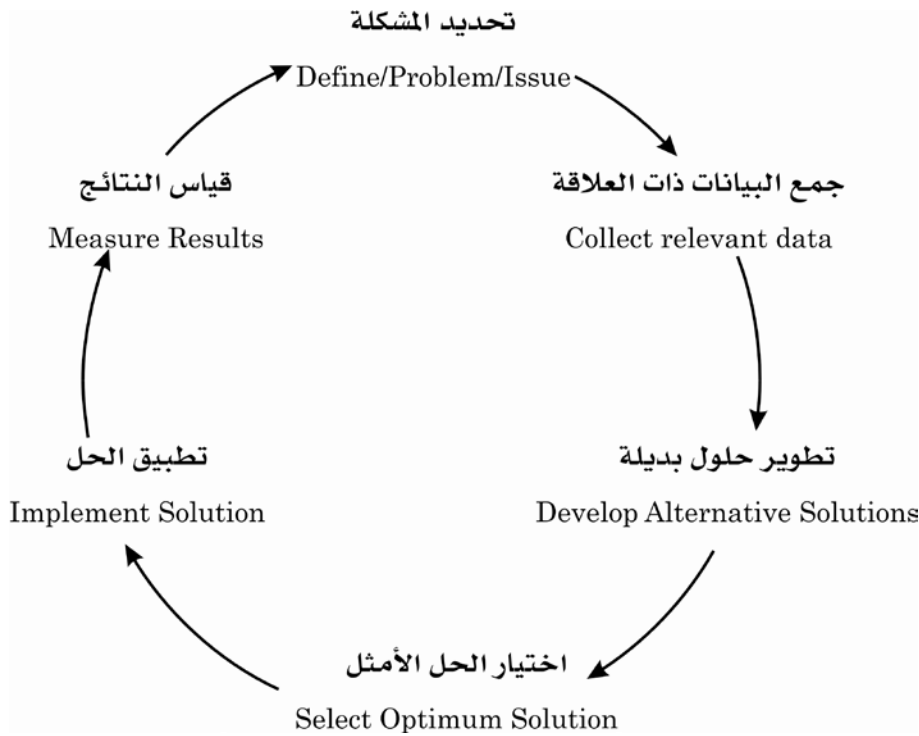 تحديد المشكلة
Define/Problem/Issue
جمع البيانات ذات العلاقة
Collect relevant data
تطوير حلول بديلة
Develop Alternative Solutions
اختيار الحل الأمثل
Select Optimum Solution
تطبيق الحل
Implement Solution
قياس النتائج
Measure Results